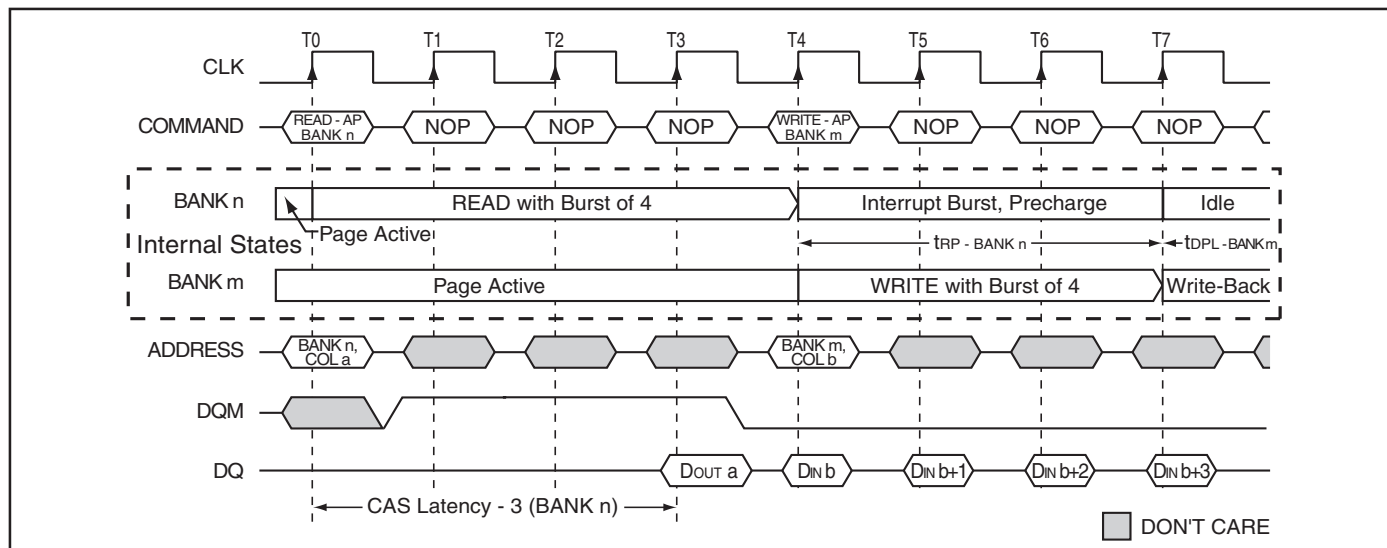 T0 T1 T2 T3 T4 T5 T6 T7
CLK
COMMAND READ - AP BANK n NOP NOP NOP WRITE - AP BANK m NOP NOP NOP
BANK n READ with Burst of 4 Interrupt Burst, Precharge Idle
Page Active
Internal States tRP - BANK n tDPL - BANK m
BANK m Page Active WRITE with Burst of 4 Write-Back
ADDRESS BANK n, COL a BANK m, COL b
DQM
DQ DOUT a DIN b DIN b+1 DIN b+2 DIN b+3
CAS Latency - 3 (BANK n)
DON'T CARE